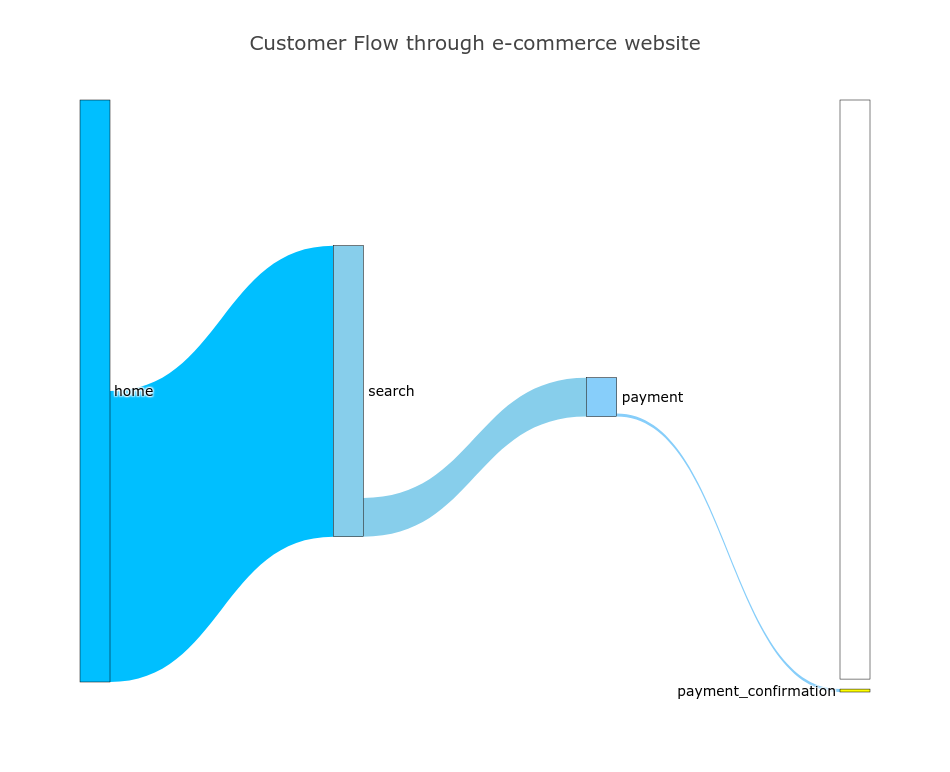 Customer Flow through e-commerce website
home
search
payment
payment_confirmation